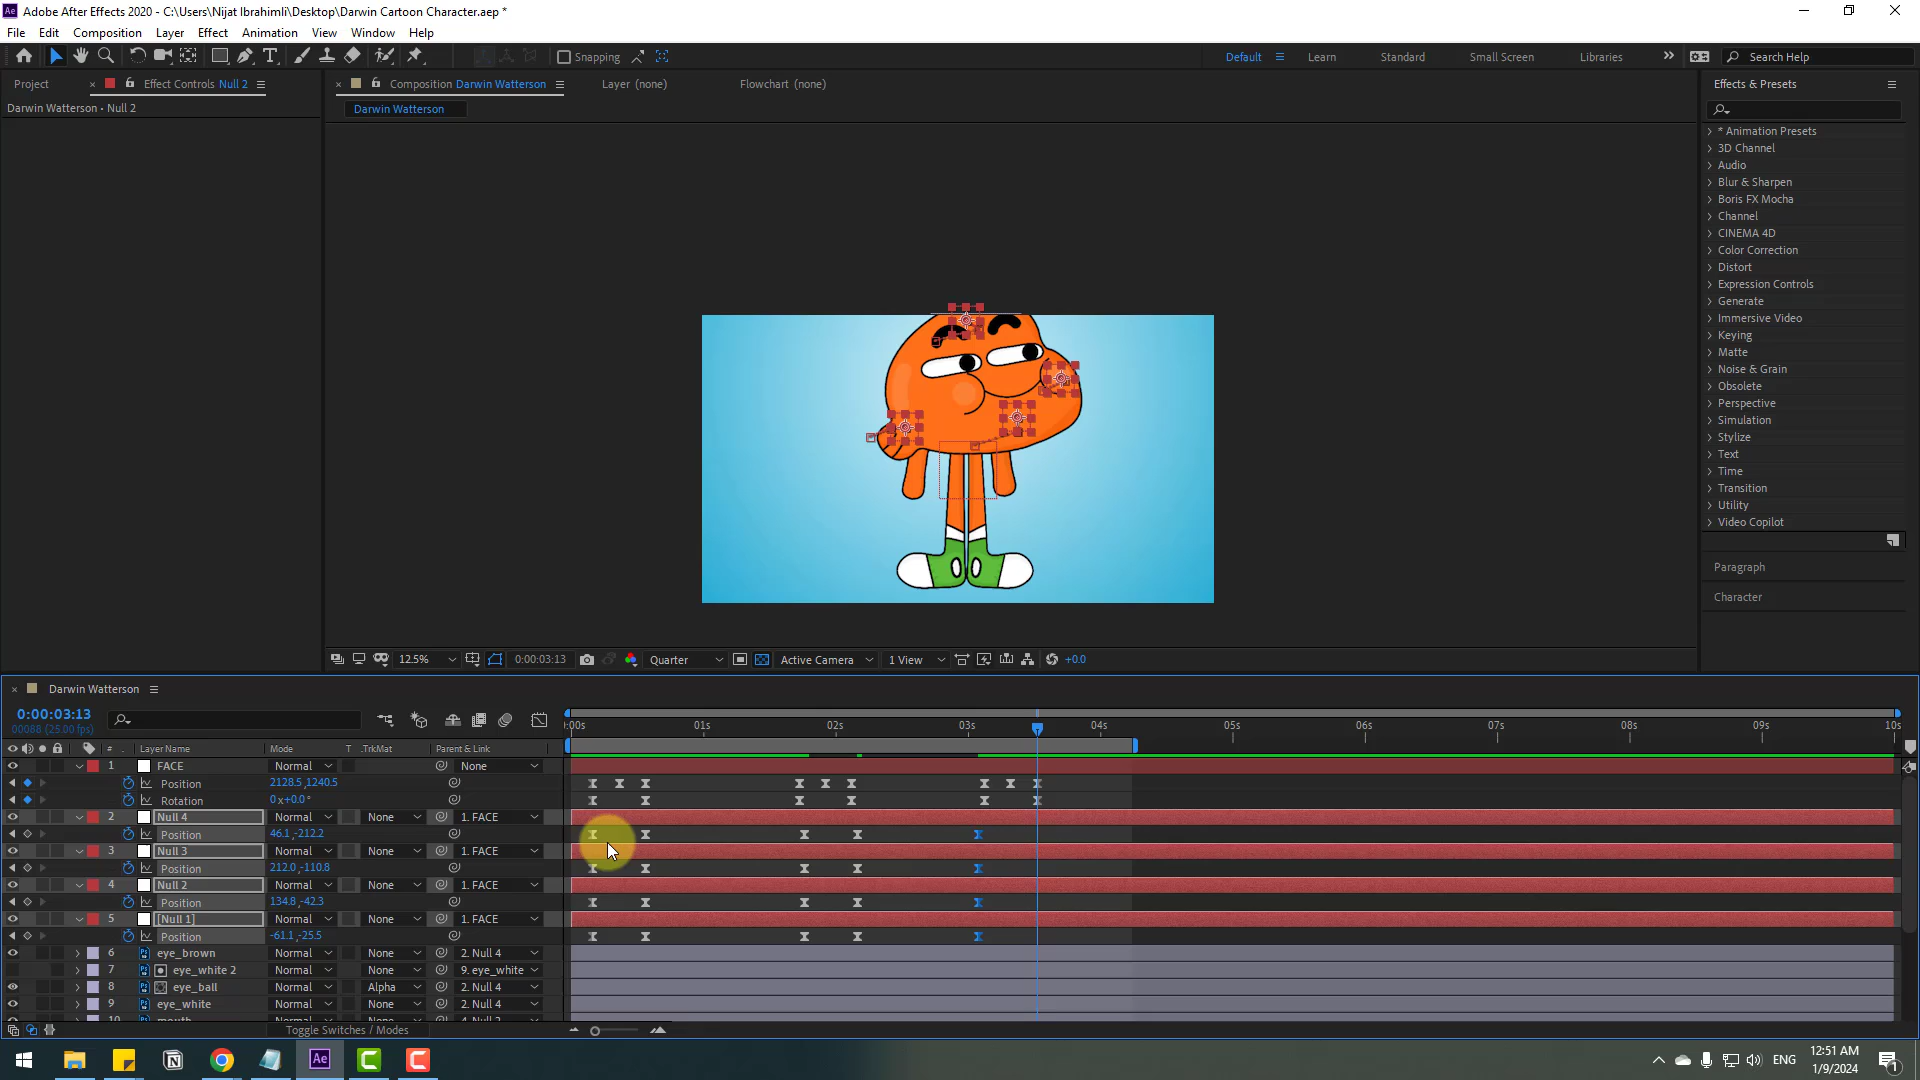 Adobe After Effects 2020 - C:\Users\Nijat Ibrahimli\Desktop\Darwin Cartoon Character.aep *
File Edit Composition Layer Effect Animation View Window Help
Snapping
Default Learn Standard Small Screen Libraries Search Help
Project
Effect Controls Null 2
Darwin Watterson • Null 2
Composition Darwin Watterson
Layer (none)
Flowchart (none)
Darwin Watterson
Effects & Presets
* Animation Presets
3D Channel
Audio
Blur & Sharpen
Boris FX Mocha
Channel
CINEMA 4D
Color Correction
Distort
Expression Controls
Generate
Immersive Video
Keying
Matte
Noise & Grain
Obsolete
Perspective
Simulation
Stylize
Text
Time
Transition
Utility
Video Copilot
Paragraph
Character
12.5% 0:00:03:13 Quarter Active Camera 1 View +0.0
Darwin Watterson
0:00:03:13
00088 (25.00 fps)
:00s 01s 02s 03s 04s 05s 06s 07s 08s 09s 10s
# Layer Name Mode T .TrkMat Parent & Link
1 FACE Normal None
Position 2128.5,1240.5
Rotation 0x+0.0°
2 Null 4 Normal None 1. FACE
Position 46.1,-212.2
3 Null 3 Normal None 1. FACE
Position 212.0,-110.8
4 Null 2 Normal None 1. FACE
Position 134.8,-42.3
5 [Null 1] Normal None 1. FACE
Position -61.1,-25.5
6 eye_brown Normal 2. Null 4
7 eye_white 2 Normal None 9. eye_white
8 eye_ball Normal Alpha 2. Null 4
9 eye_white Normal None 2. Null 4
Toggle Switches / Modes
ENG
12:51 AM
1/9/2024